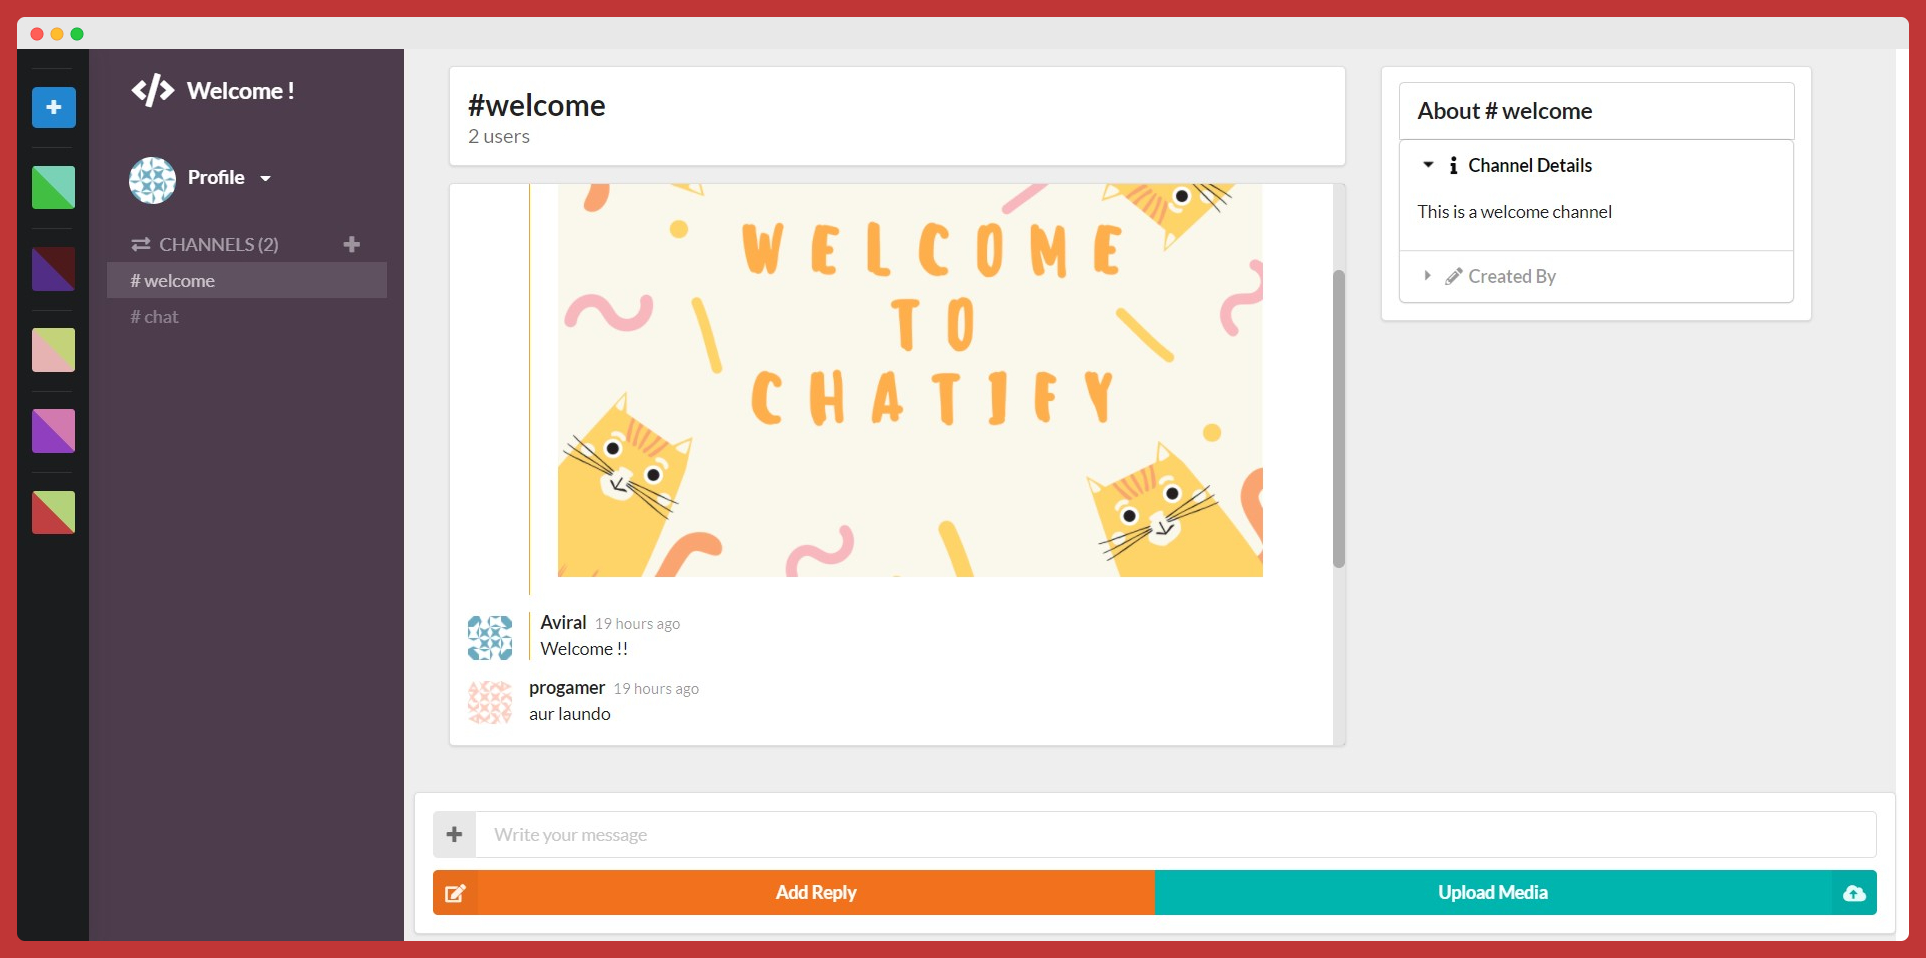 Welcome !
Profile
CHANNELS (2)
# welcome
# chat
#welcome
2 users
WELCOME
TO
CHATIFY
Aviral 19 hours ago
Welcome !!
progamer 19 hours ago
aur laundo
Write your message
Add Reply
Upload Media
About # welcome
Channel Details
This is a welcome channel
Created By